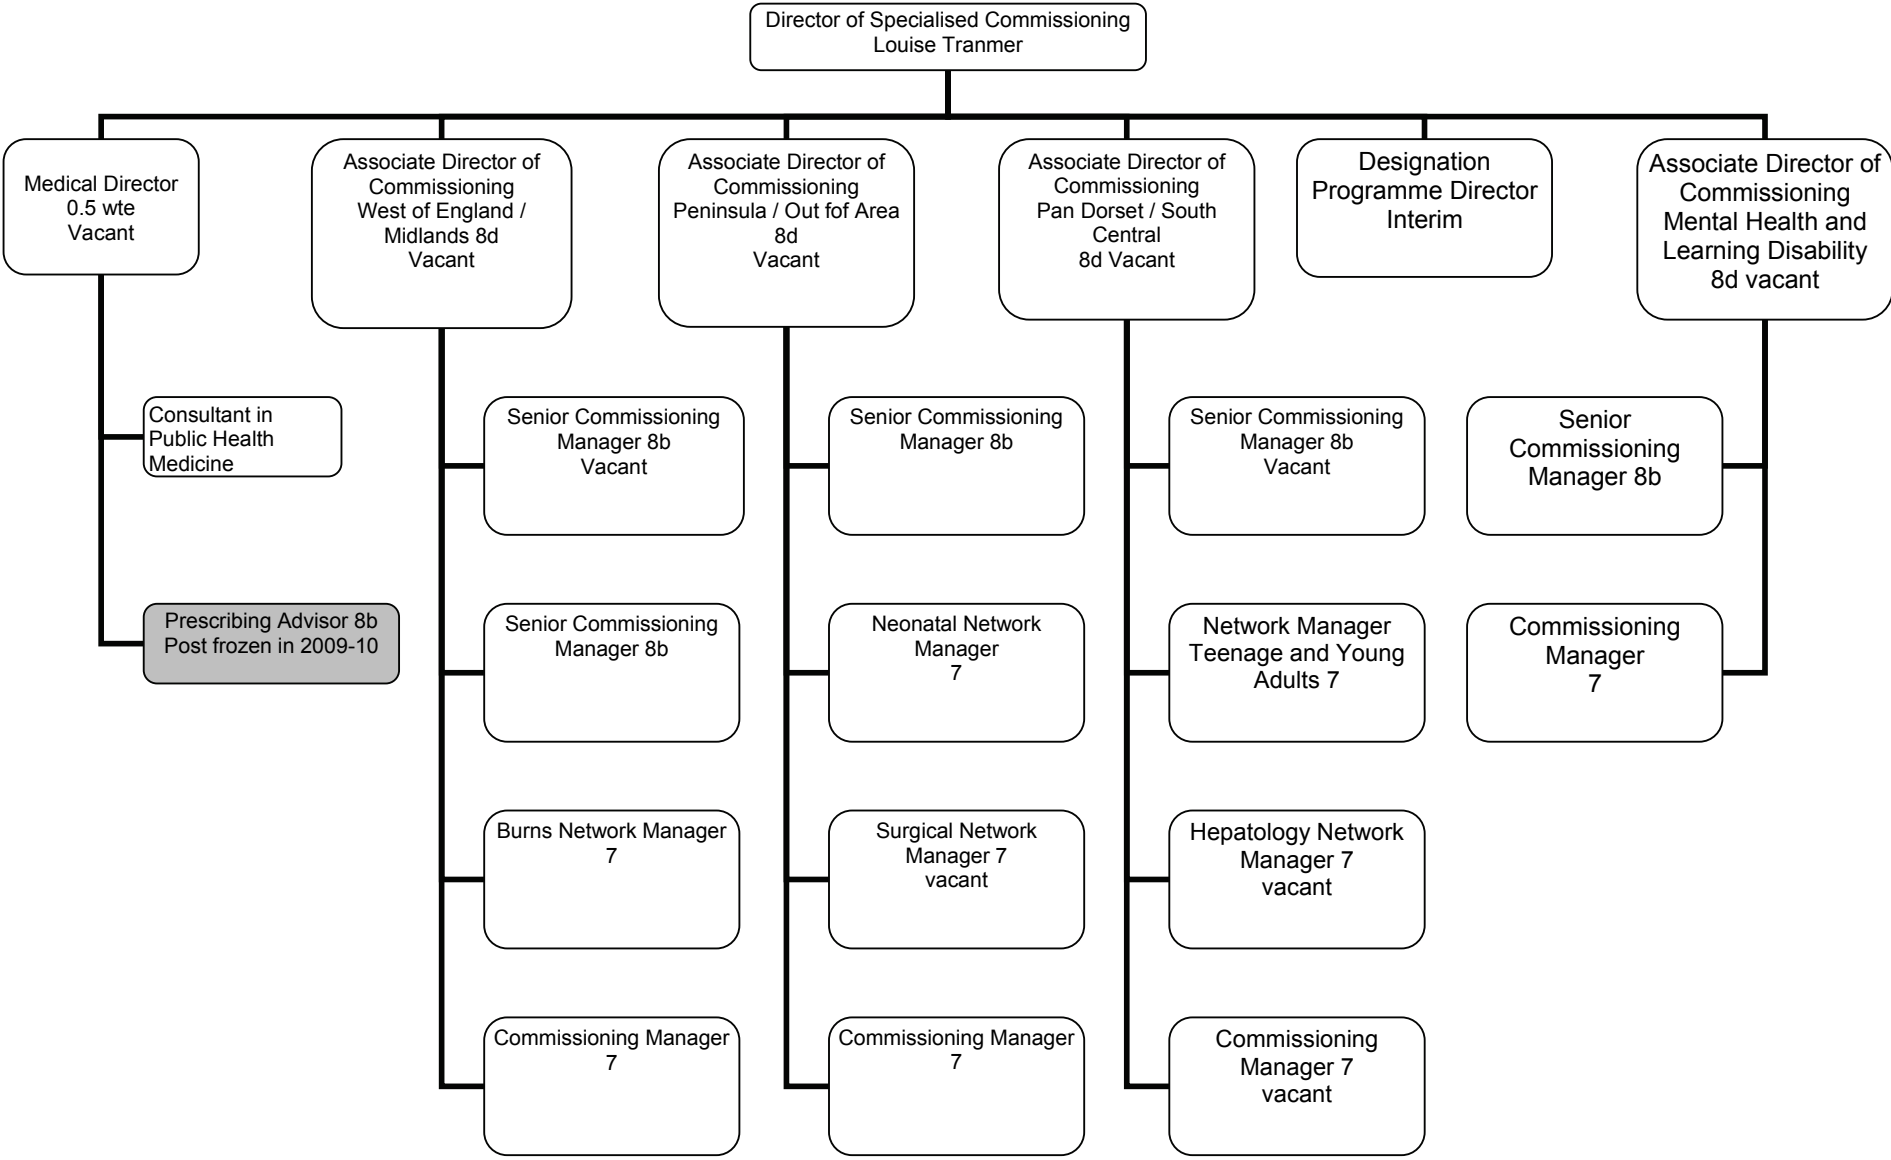 Director of Specialised Commissioning
Louise Tranmer
Medical Director
0.5 wte
Vacant
Associate Director of
Commissioning
West of England /
Midlands 8d
Vacant
Associate Director of
Commissioning
Peninsula / Out fof Area
8d
Vacant
Associate Director of
Commissioning
Pan Dorset / South
Central
8d Vacant
Designation
Programme Director
Interim
Associate Director of
Commissioning
Mental Health and
Learning Disability
8d vacant
Consultant in
Public Health
Medicine
Senior Commissioning
Manager 8b
Vacant
Senior Commissioning
Manager 8b
Senior Commissioning
Manager 8b
Vacant
Senior
Commissioning
Manager 8b
Prescribing Advisor 8b
Post frozen in 2009-10
Senior Commissioning
Manager 8b
Neonatal Network
Manager
7
Network Manager
Teenage and Young
Adults 7
Commissioning
Manager
7
Burns Network Manager
7
Surgical Network
Manager 7
vacant
Hepatology Network
Manager 7
vacant
Commissioning Manager
7
Commissioning Manager
7
Commissioning
Manager 7
vacant